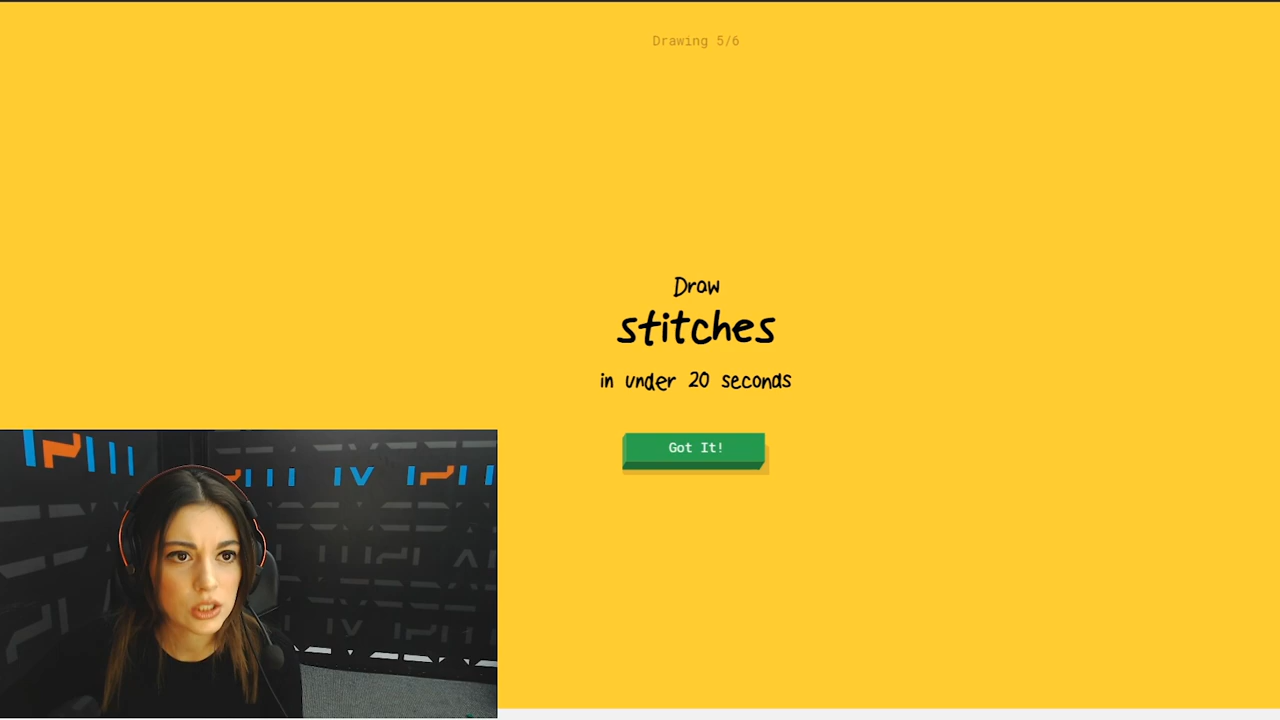 Drawing 5/6
Draw
stitches
in under 20 seconds
Got It!